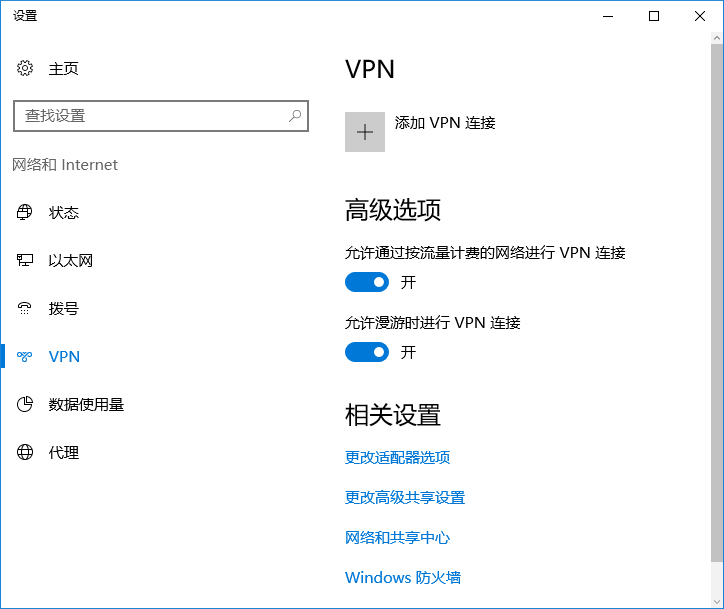 设置
主页
查找设置
网络和 Internet
状态
以太网
拨号
VPN
数据使用量
代理
VPN
添加 VPN 连接
高级选项
允许通过按流量计费的网络进行 VPN 连接
开
允许漫游时进行 VPN 连接
开
相关设置
更改适配器选项
更改高级共享设置
网络和共享中心
Windows 防火墙